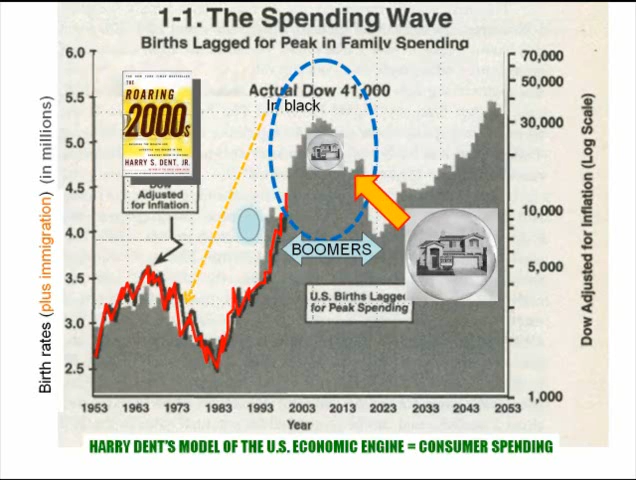 1-1. The Spending Wave
Births Lagged for Peak in Family Spending
6.0
5.5
5.0
4.5
4.0
3.5
3.0
2.5
Birth rates (plus immigration) (in millions)
THE
ROARING
2000s
HARRY S. DENT, JR.
Actual Dow 41,000
In black
Dow
Adjusted
for Inflation
BOOMERS
U.S. Births Lagged
for Peak Spending
70,000
50,000
30,000
10,000
5,000
1,000
Dow Adjusted for Inflation (Log Scale)
1953 1963 1973 1983 1993 2003 2013 2023 2033 2043 2053
Year
HARRY DENT'S MODEL OF THE U.S. ECONOMIC ENGINE = CONSUMER SPENDING